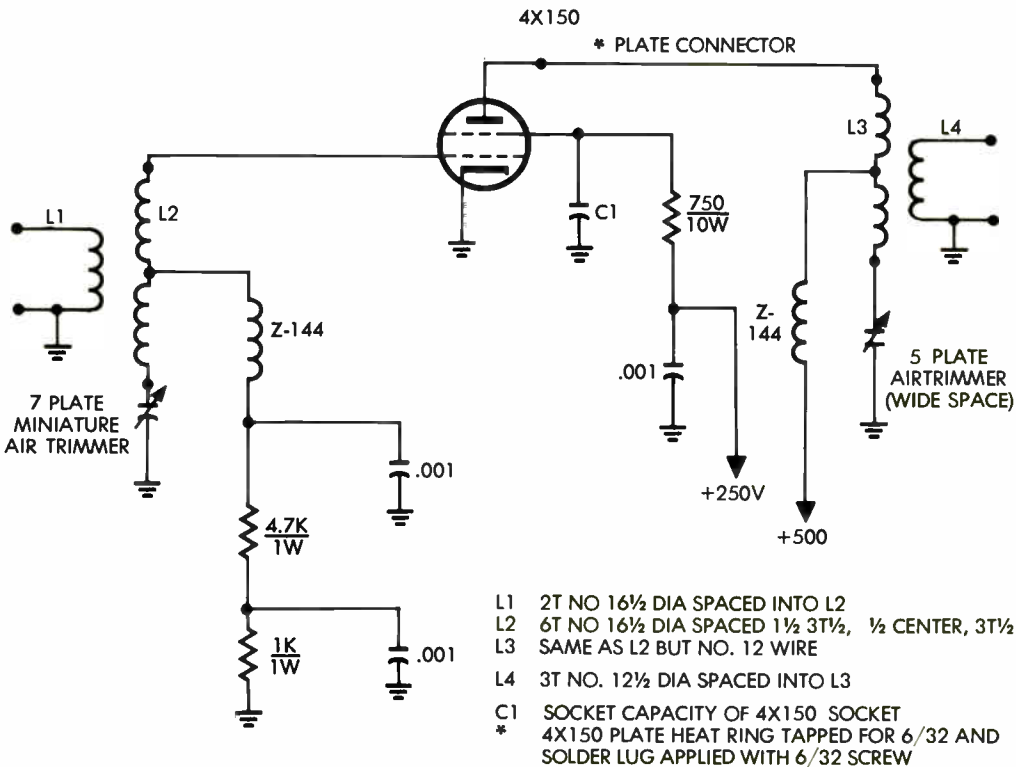 4X150
* PLATE CONNECTOR
L3
L4
L1
L2
C1
750
10W
Z-144
Z-
144
.001
5 PLATE
AIRTRIMMER
(WIDE SPACE)
7 PLATE
MINIATURE
AIR TRIMMER
.001
+250V
+500
4.7K
1W
1K
1W
.001
L1 2T NO 16½ DIA SPACED INTO L2
L2 6T NO 16½ DIA SPACED 1½ 3T½, ½ CENTER, 3T½
L3 SAME AS L2 BUT NO. 12 WIRE
L4 3T NO. 12½ DIA SPACED INTO L3
C1 SOCKET CAPACITY OF 4X150 SOCKET
* 4X150 PLATE HEAT RING TAPPED FOR 6/32 AND
SOLDER LUG APPLIED WITH 6/32 SCREW